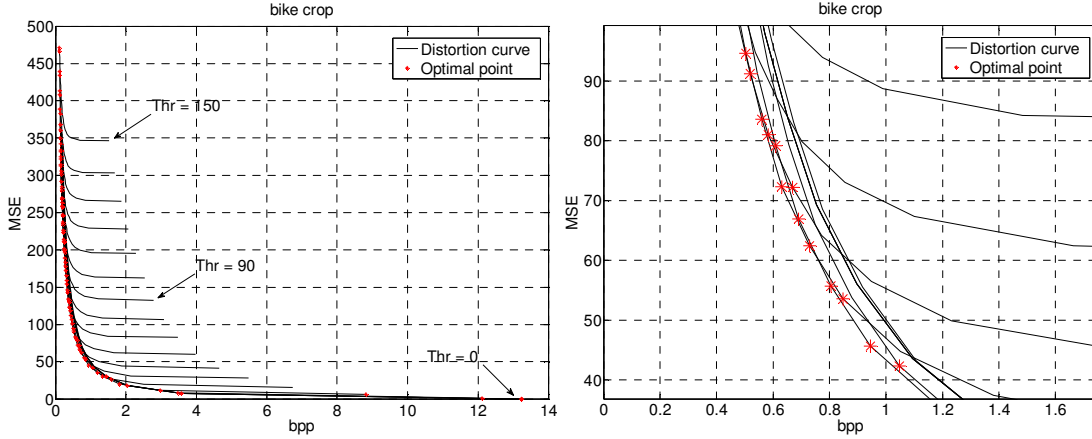 bike crop
500
450
400
350
300
250
200
150
100
50
0
MSE
0 2 4 6 8 10 12 14
bpp
Distortion curve
Optimal point
Thr = 150
Thr = 90
Thr = 0
bike crop
90
80
70
60
50
40
MSE
0 0.2 0.4 0.6 0.8 1 1.2 1.4 1.6
bpp
Distortion curve
Optimal point